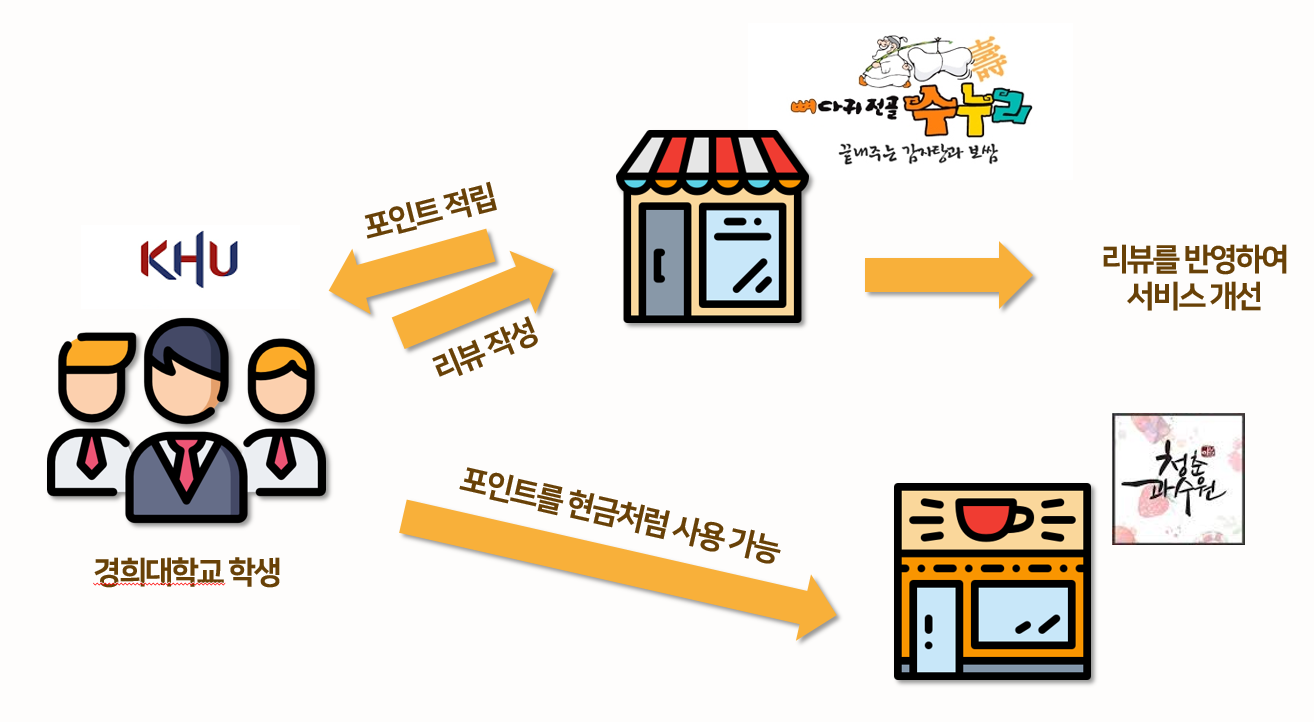 壽
뼈다귀 전골 수누리
끝내주는 감자탕과 보쌈
포인트 적립
KHU
리뷰 작성
리뷰를 반영하여
서비스 개선
청춘
과수원
포인트를 현금처럼 사용 가능
경희대학교 학생